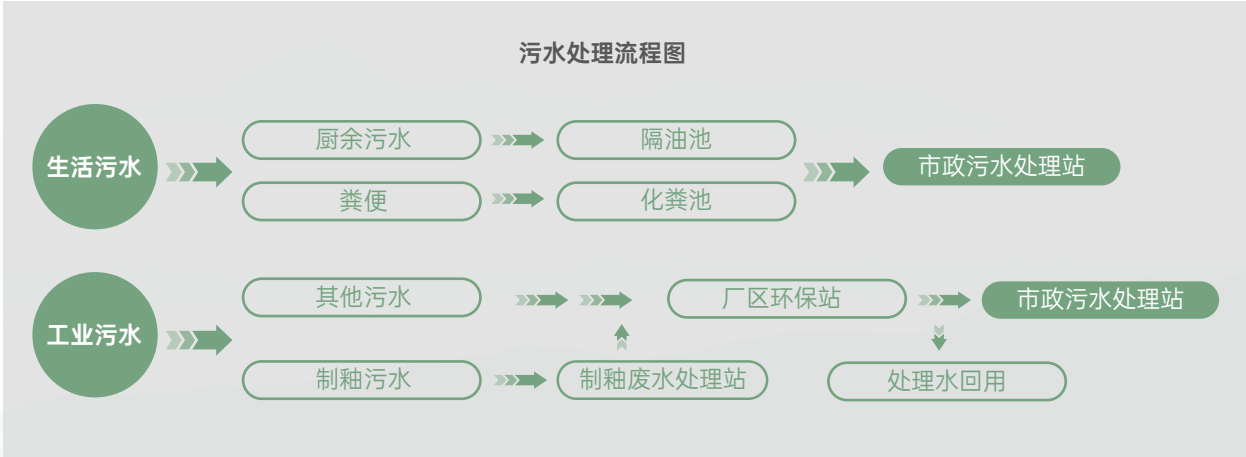 污水处理流程图
生活污水
厨余污水
隔油池
粪便
化粪池
市政污水处理站
工业污水
其他污水
厂区环保站
市政污水处理站
制釉污水
制釉废水处理站
处理水回用